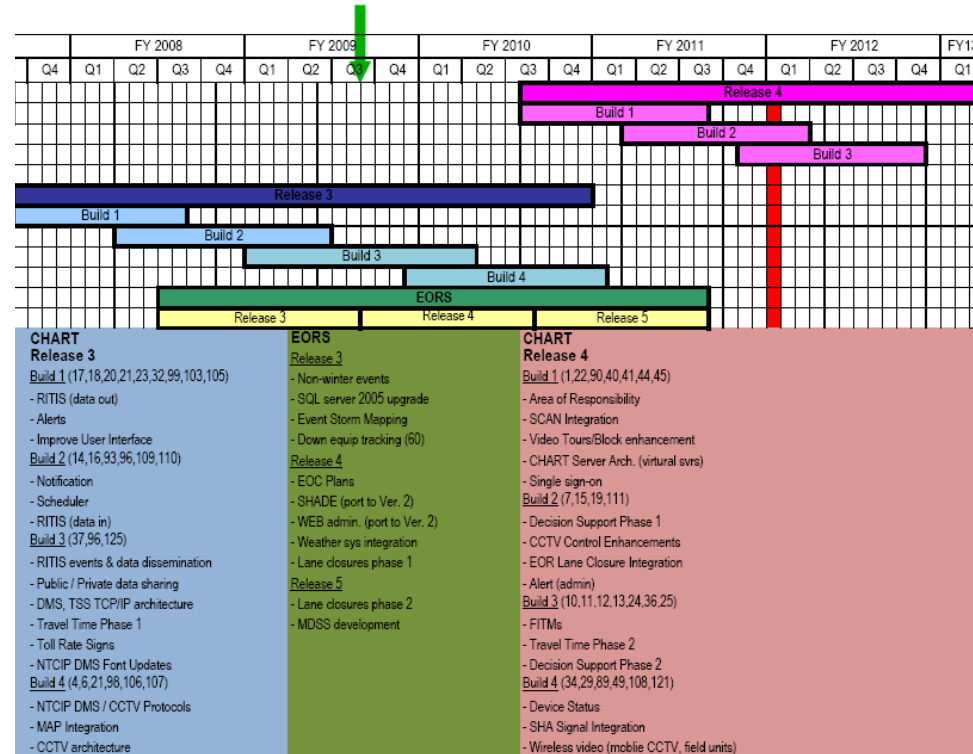 FY 2008 FY 2009 FY 2010 FY 2011 FY 2012 FY13
Q4 Q1 Q2 Q3 Q4 Q1 Q2 Q3 Q4 Q1 Q2 Q3 Q4 Q1 Q2 Q3 Q4 Q1 Q2 Q3 Q4 Q1
Release 4
Build 1
Build 2
Build 3
Release 3
Build 1
Build 2
Build 3
Build 4
EORS
Release 3 Release 4 Release 5
CHART
Release 3
Build 1 (17,18,20,21,23,32,99,103,105)
- RITIS (data out)
- Alerts
- Improve User Interface
Build 2 (14,16,93,96,109,110)
- Notification
- Scheduler
- RITIS (data in)
Build 3 (37,96,125)
- RITIS events & data dissemination
- Public / Private data sharing
- DMS, TSS TCP/IP architecture
- Travel Time Phase 1
- Toll Rate Signs
- NTCIP DMS Font Updates
Build 4 (4,6,21,98,106,107)
- NTCIP DMS / CCTV Protocols
- MAP Integration
- CCTV architecture
EORS
Release 3
- Non-winter events
- SQL server 2005 upgrade
- Event Storm Mapping
- Down equip tracking (60)
Release 4
- EOC Plans
- SHADE (port to Ver. 2)
- WEB admin. (port to Ver. 2)
- Weather sys integration
- Lane closures phase 1
Release 5
- Lane closures phase 2
- MDSS development
CHART
Release 4
Build 1 (1,22,90,40,41,44,45)
- Area of Responsibility
- SCAN Integration
- Video Tours/Block enhancement
- CHART Server Arch. (virtural svrs)
- Single sign-on
Build 2 (7,15,19,111)
- Decision Support Phase 1
- CCTV Control Enhancements
- EOR Lane Closure Integration
- Alert (admin)
Build 3 (10,11,12,13,24,36,25)
- FITMs
- Travel Time Phase 2
- Decision Support Phase 2
Build 4 (34,29,89,49,108,121)
- Device Status
- SHA Signal Integration
- Wireless video (moblie CCTV, field units)